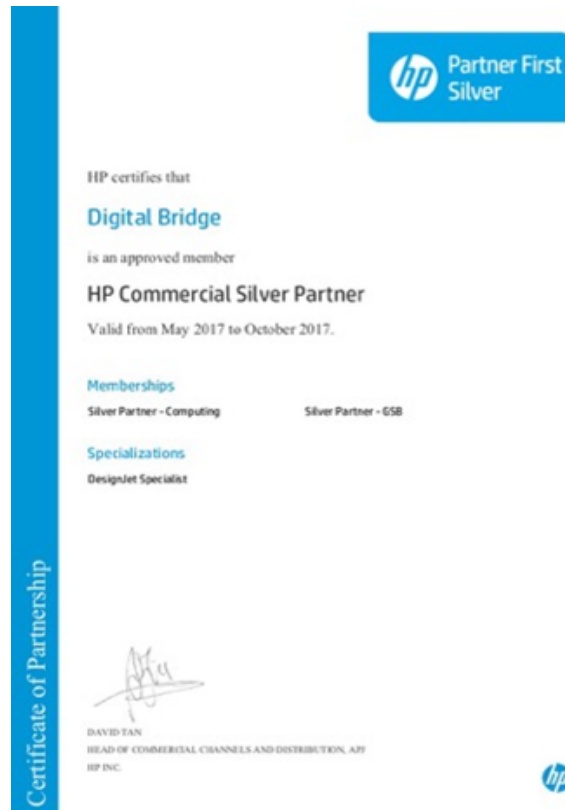 hp Partner First
Silver
HP certifies that
Digital Bridge
is an approved member
HP Commercial Silver Partner
Valid from May 2017 to October 2017.
Memberships
Silver Partner - Computing Silver Partner - GSB
Specializations
DesignJet Specialist
Certificate of Partnership
DAVID TAN
HEAD OF COMMERCIAL CHANNELS AND DISTRIBUTION, APJ
HP INC.
hp